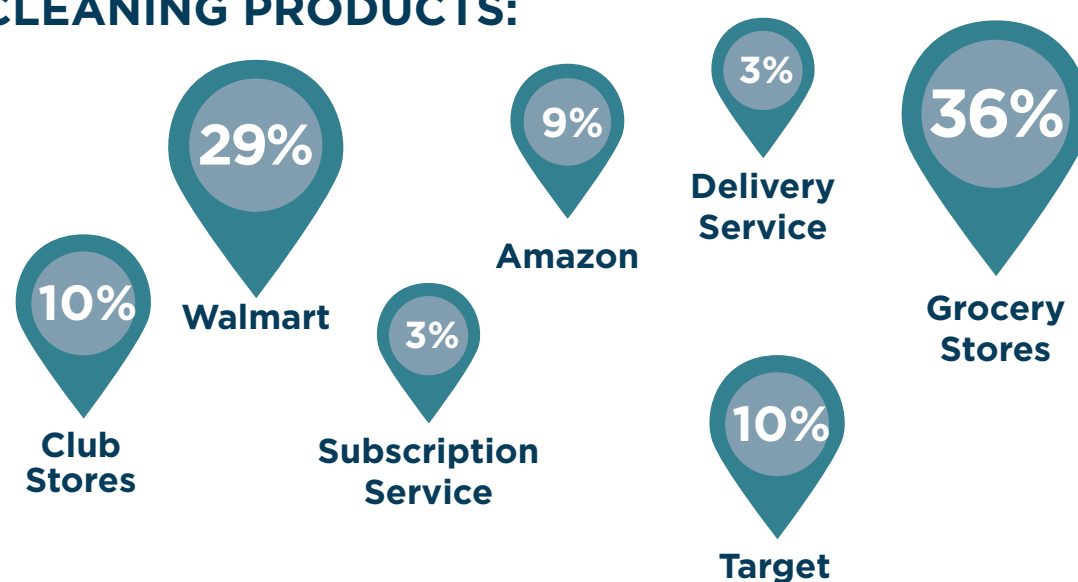 CLEANING PRODUCTS:
29%
Walmart
9%
Amazon
3%
Delivery
Service
36%
Grocery
Stores
10%
Club
Stores
3%
Subscription
Service
10%
Target